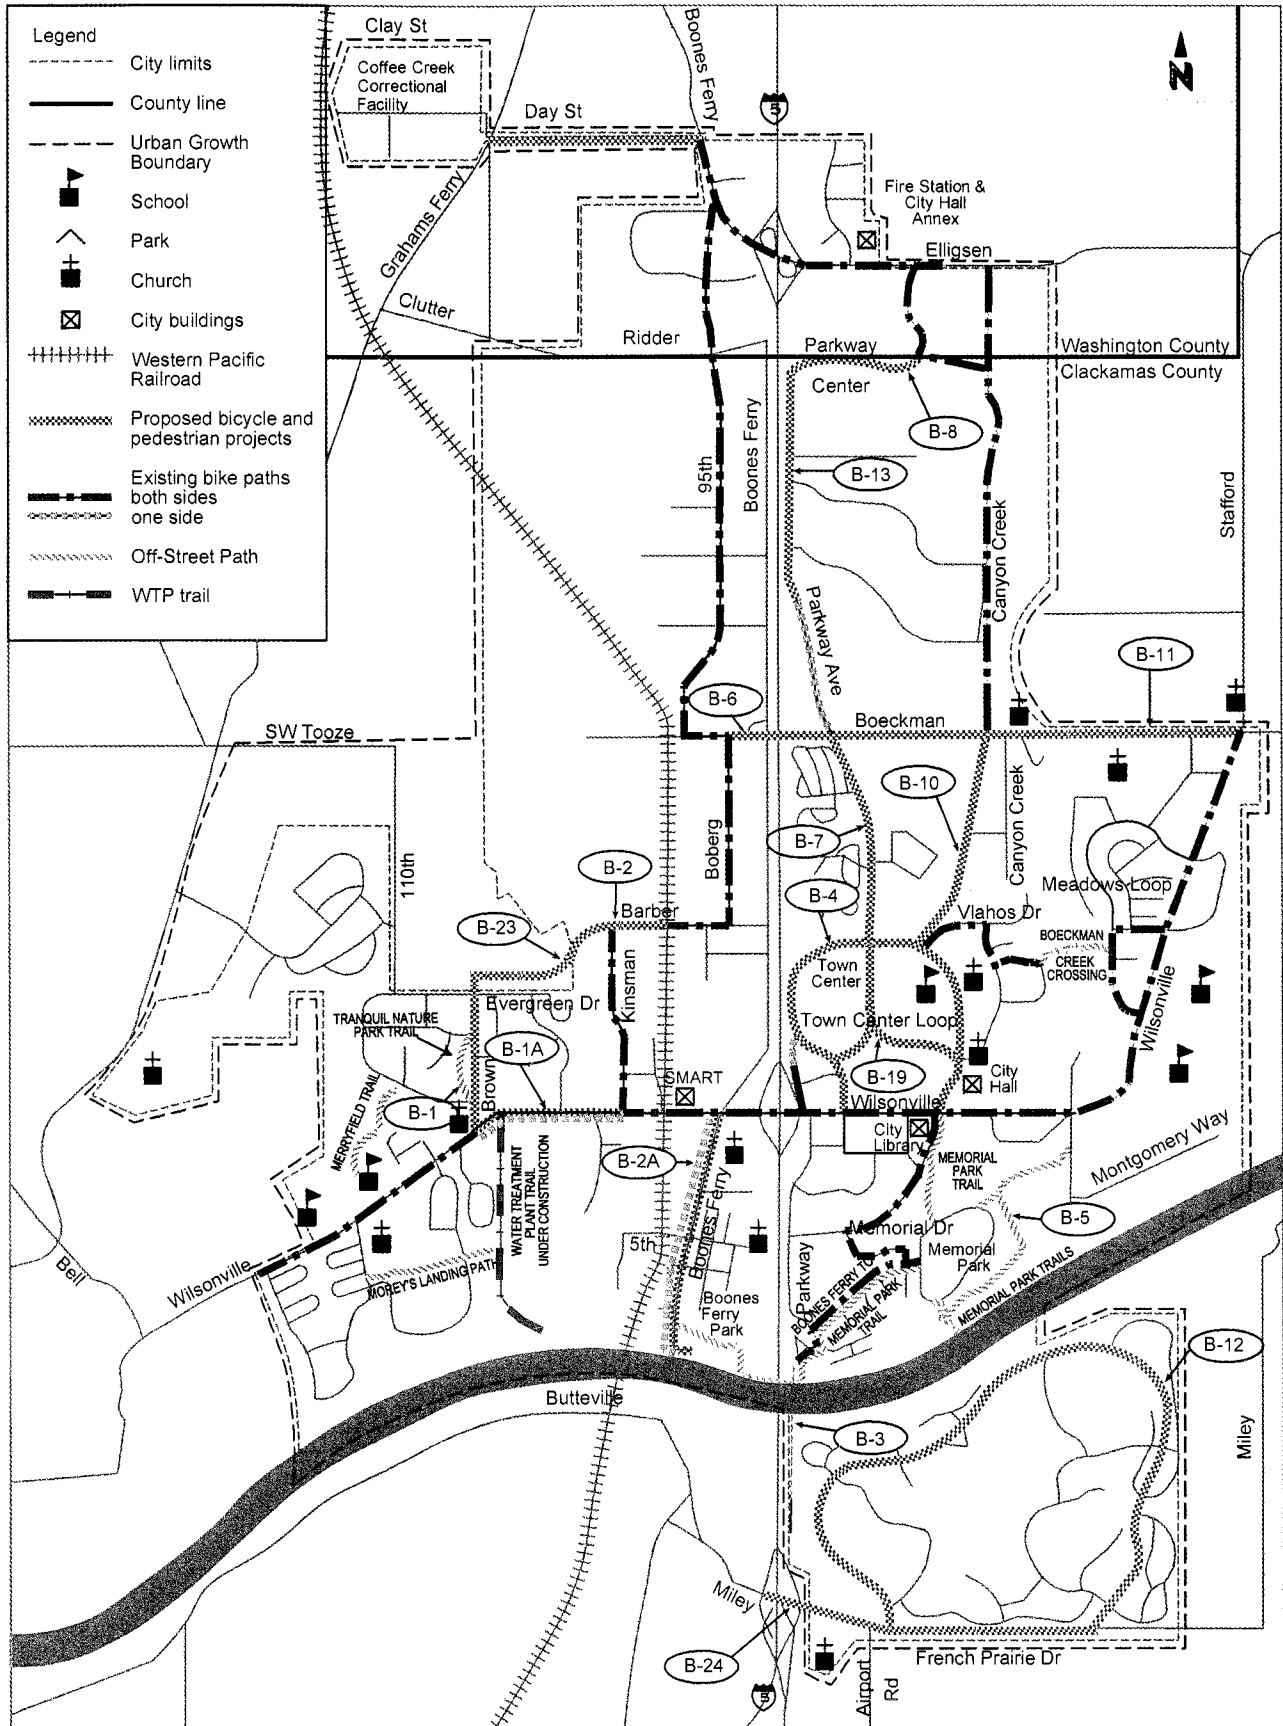 Legend
City limits
County line
Urban Growth
Boundary
School
Park
Church
City buildings
Western Pacific
Railroad
Proposed bicycle and
pedestrian projects
Existing bike paths
both sides
one side
Off-Street Path
WTP trail
Clay St
Coffee Creek
Correctional
Facility
Day St
Boones Ferry
5
N
Grahams Ferry
Fire Station &
City Hall
Annex
Elligsen
Clutter
Ridder
Parkway
Center
Washington County
Clackamas County
B-8
B-13
95th
Boones Ferry
Canyon Creek
Stafford
Parkway Ave
B-11
B-6
Boeckman
SW Tooze
B-10
B-7
Canyon Creek
110th
B-2
Boberg
B-4
Meadows Loop
Barber
B-23
Vlahos Dr
BOECKMAN
CREEK
CROSSING
Town
Center
Kinsman
Evergreen Dr
TRANQUIL NATURE
PARK TRAIL
Town Center Loop
Wilsonville
B-1A
Brown
SMART
B-19
City
Hall
MERRYFIELD TRAIL
B-1
Wilsonville
City
Library
B-2A
MEMORIAL
PARK
TRAIL
Montgomery Way
WATER TREATMENT
PLANT TRAIL
UNDER CONSTRUCTION
Boones Ferry
B-5
Memorial Dr
5th
Memorial
Park
Bell
Wilsonville
MOREY'S LANDING PATH
Parkway
BOONES FERRY TO
MEMORIAL PARK
TRAIL
MEMORIAL PARK TRAILS
Boones
Ferry
Park
B-12
Butteville
B-3
Miley
Miley
B-24
French Prairie Dr
Airport
Rd
5